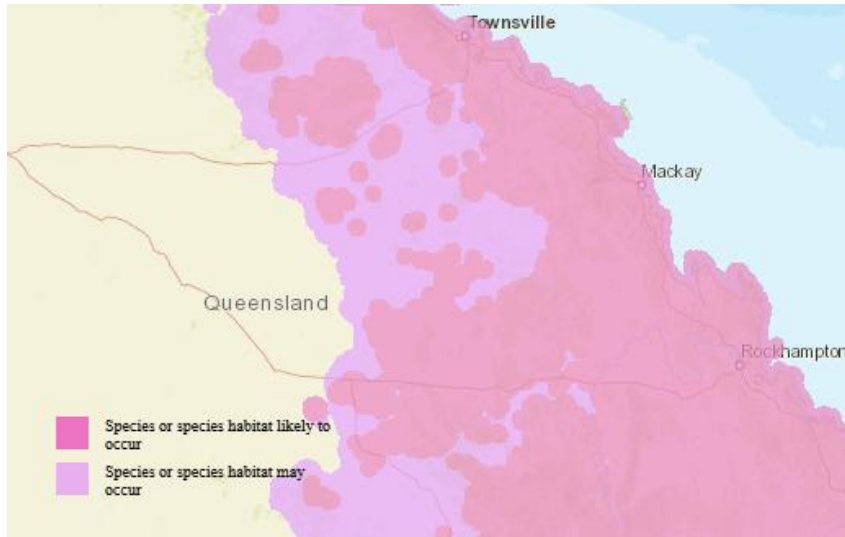 Townsville
Mackay
Queensland
Rockhampton
Species or species habitat likely to
occur
Species or species habitat may
occur